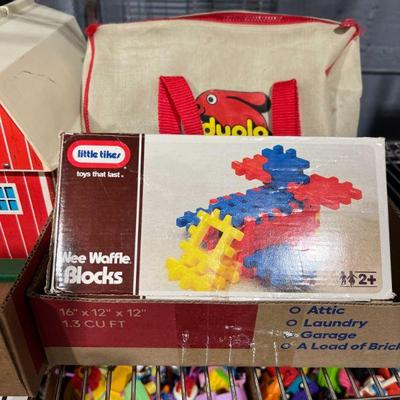 duplo
little tikes
toys that last.
Wee Waffle
Blocks
2+
16" x 12" x 12"
1.3 CU FT
Attic
Laundry
Garage
A Load of Brick